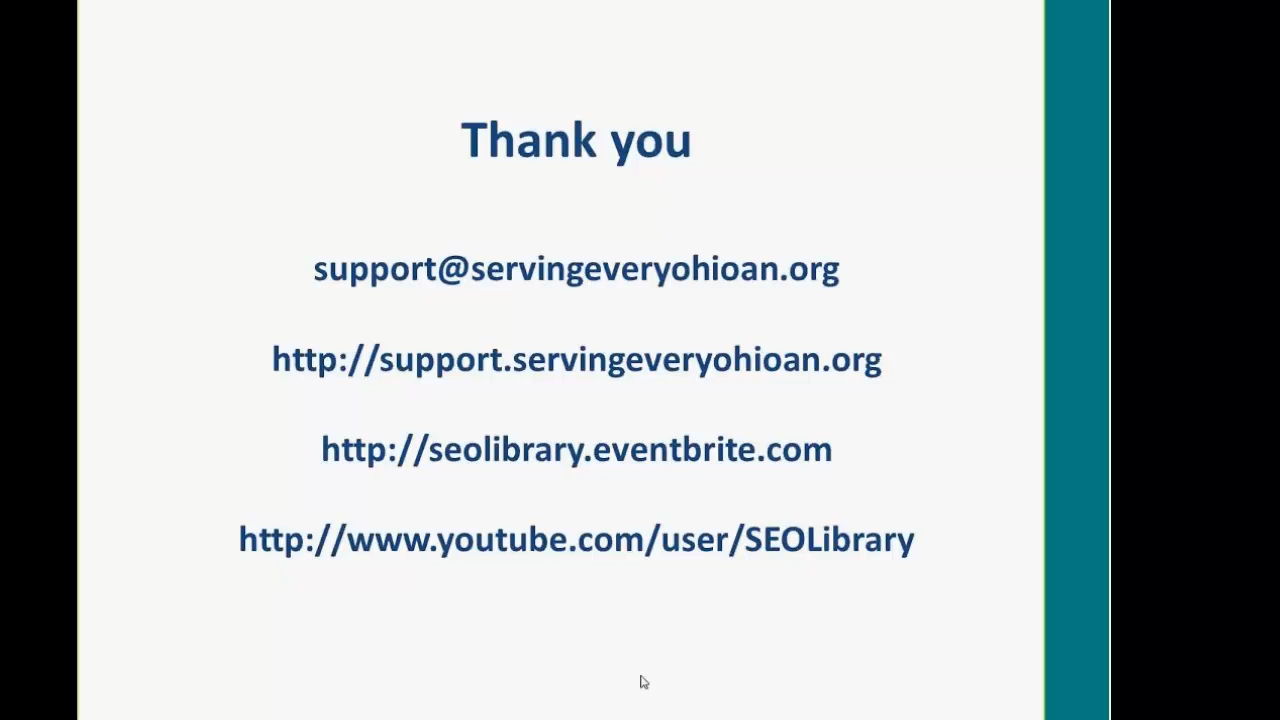 Thank you
support@servingeveryohioan.org
http://support.servingeveryohioan.org
http://seolibrary.eventbrite.com
http://www.youtube.com/user/SEOLibrary